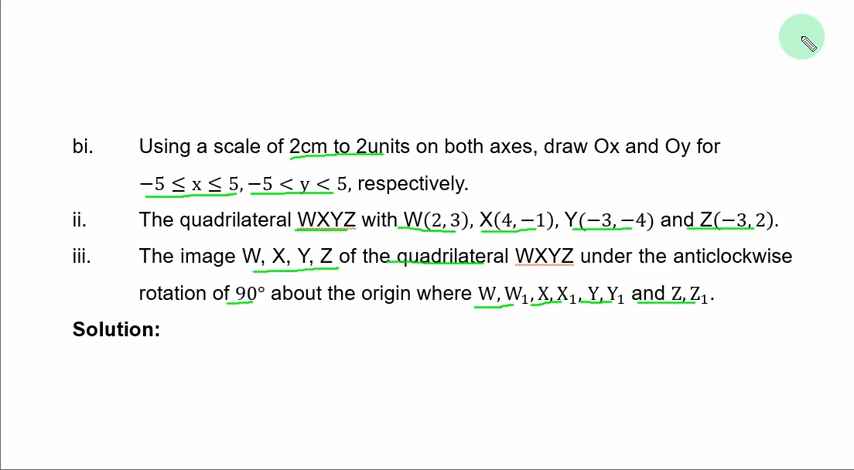 bi. Using a scale of 2cm to 2units on both axes, draw Ox and Oy for
−5 ≤ x ≤ 5, −5 < y < 5, respectively.
ii. The quadrilateral WXYZ with W(2, 3), X(4, −1), Y(−3, −4) and Z(−3, 2).
iii. The image W, X, Y, Z of the quadrilateral WXYZ under the anticlockwise
rotation of 90° about the origin where W, W₁, X, X₁, Y, Y₁ and Z, Z₁.
Solution: